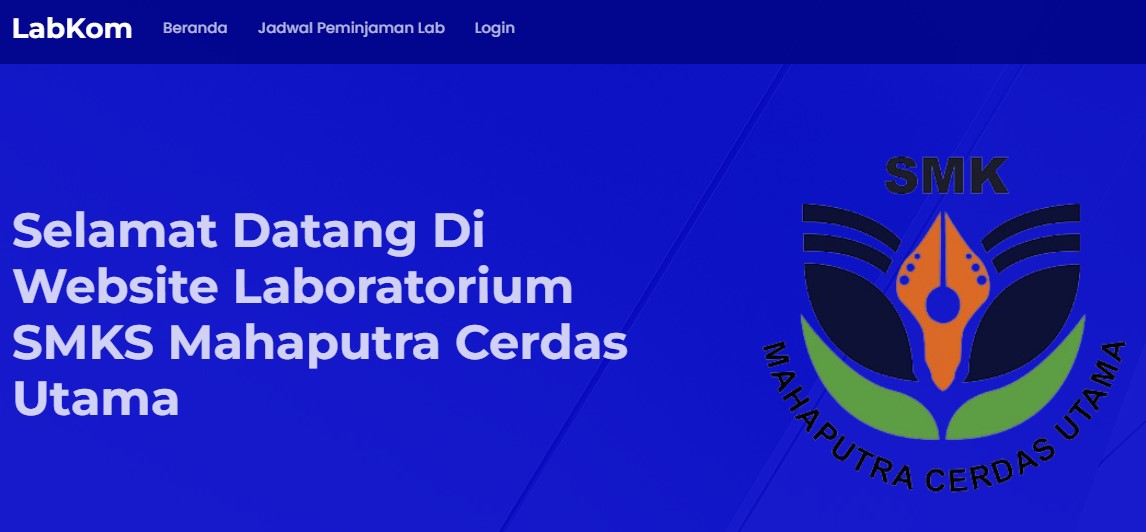 LabKom Beranda Jadwal Peminjaman Lab Login
Selamat Datang Di
Website Laboratorium
SMKS Mahaputra Cerdas
Utama
SMK
MAHAPUTRA CERDAS UTAMA